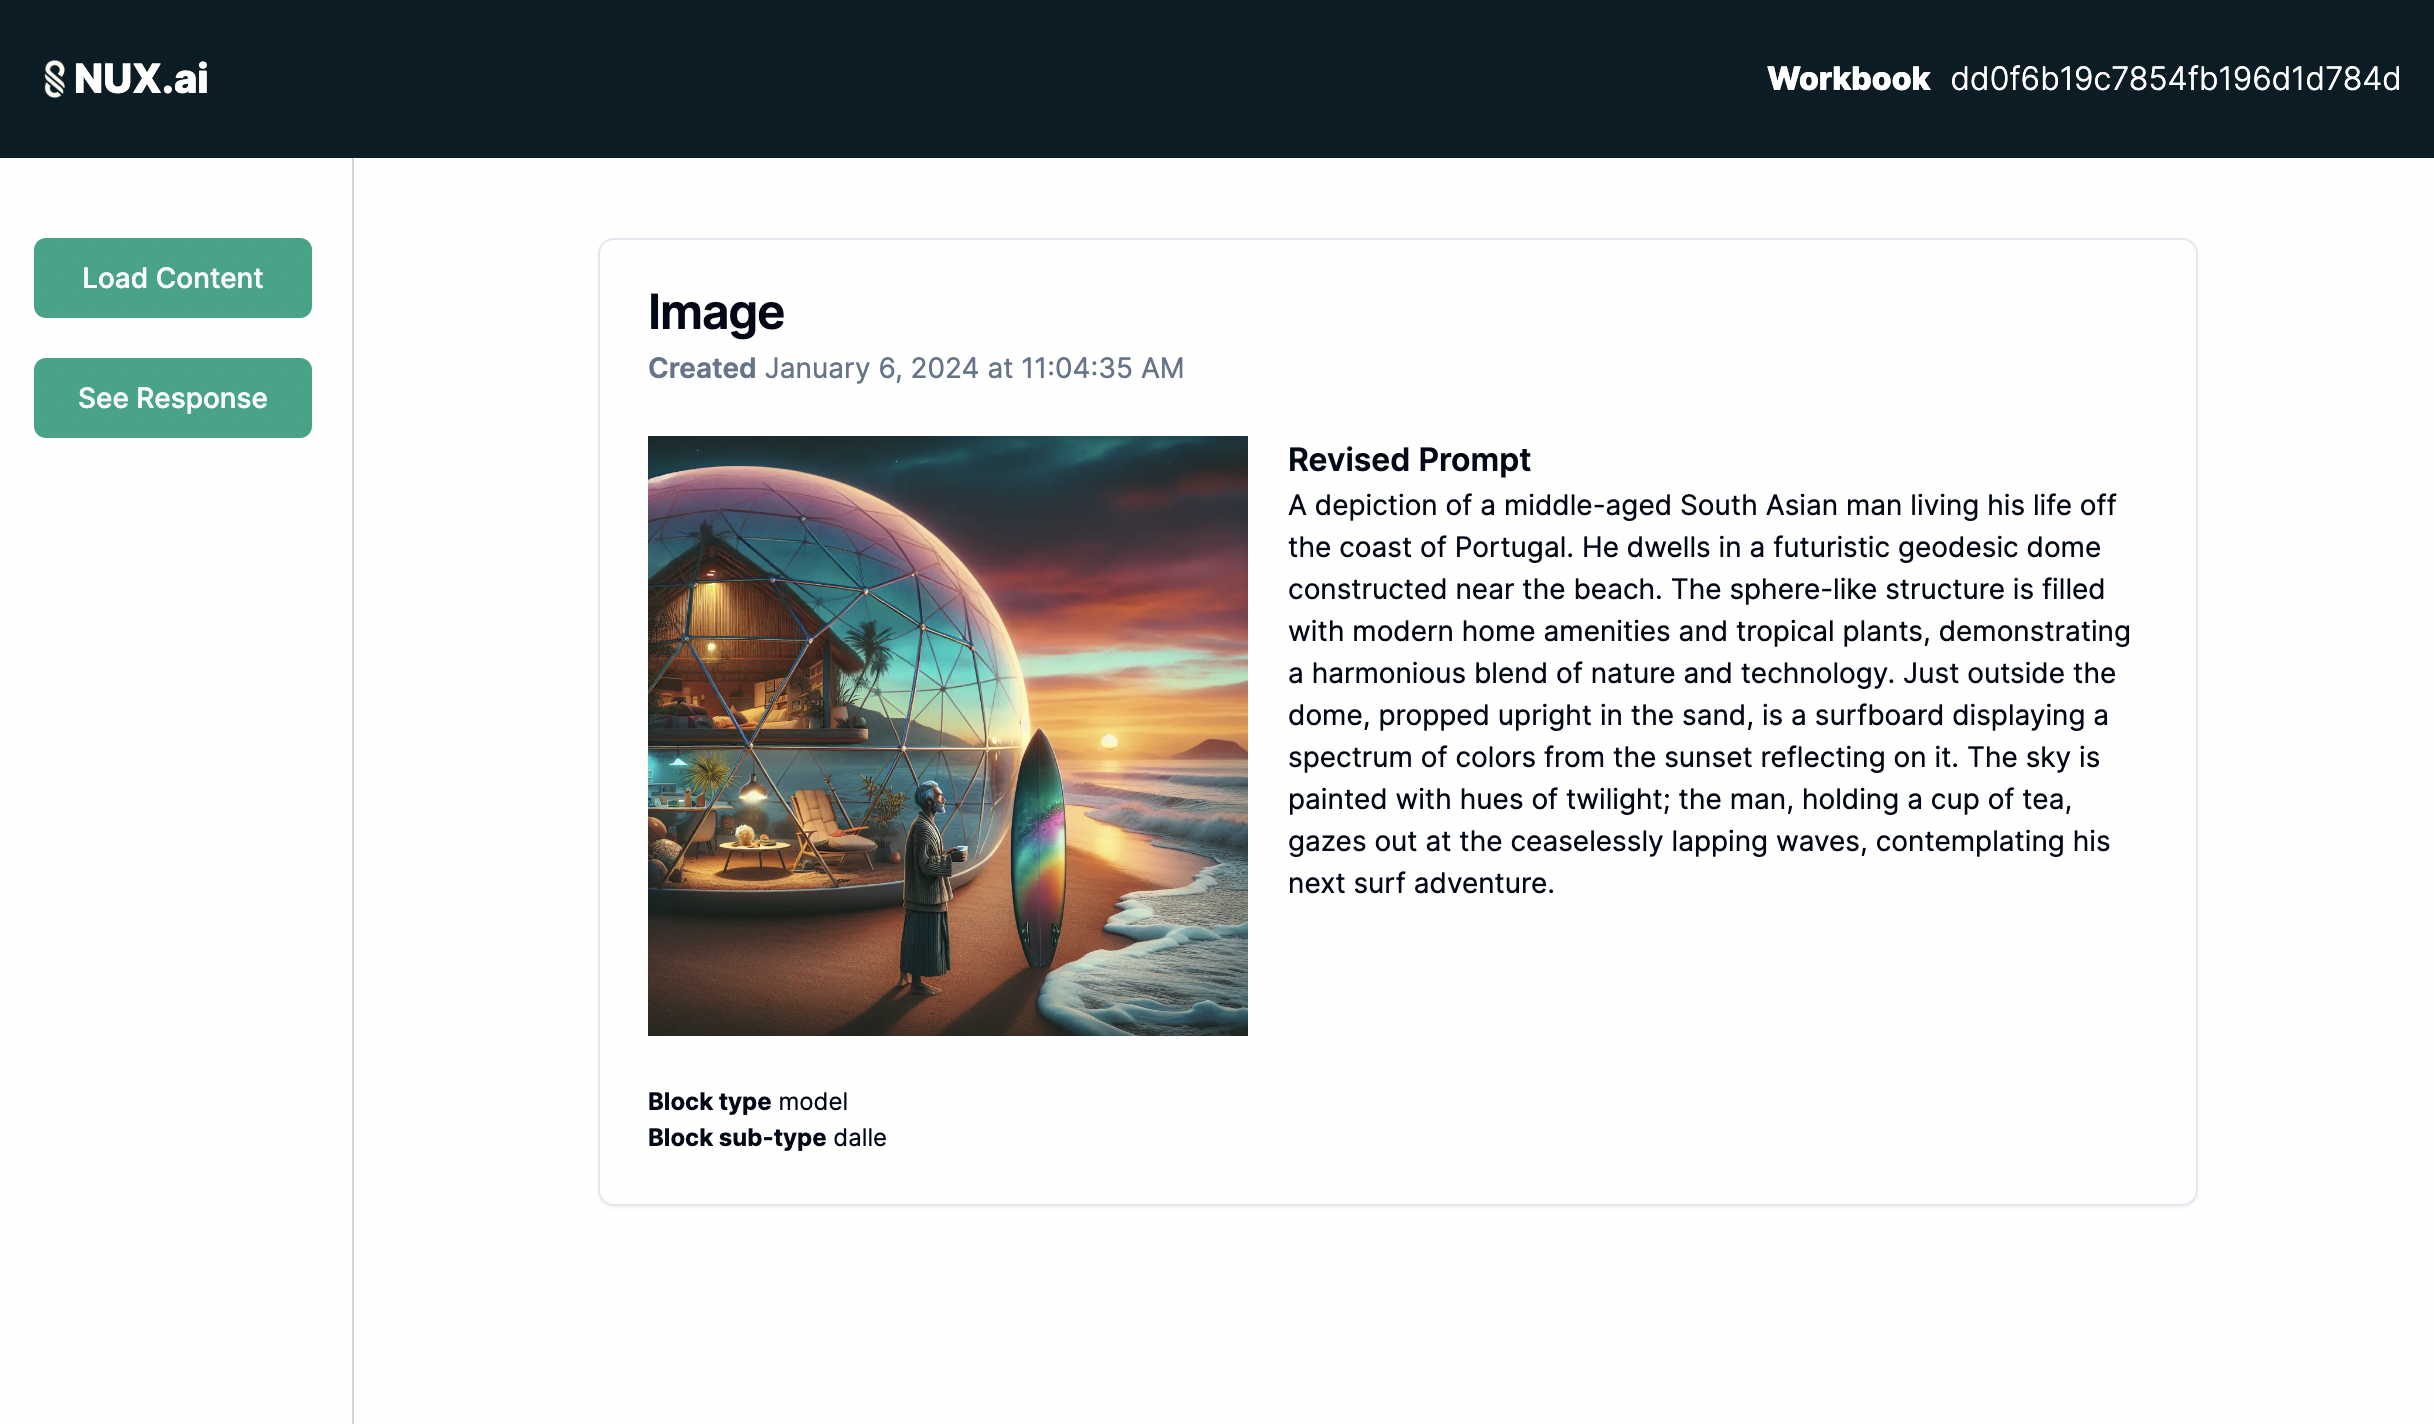 NUX.ai
Workbook dd0f6b19c7854fb196d1d784d
Load Content
See Response
Image
Created January 6, 2024 at 11:04:35 AM
Revised Prompt
A depiction of a middle-aged South Asian man living his life off
the coast of Portugal. He dwells in a futuristic geodesic dome
constructed near the beach. The sphere-like structure is filled
with modern home amenities and tropical plants, demonstrating
a harmonious blend of nature and technology. Just outside the
dome, propped upright in the sand, is a surfboard displaying a
spectrum of colors from the sunset reflecting on it. The sky is
painted with hues of twilight; the man, holding a cup of tea,
gazes out at the ceaselessly lapping waves, contemplating his
next surf adventure.
Block type model
Block sub-type dalle